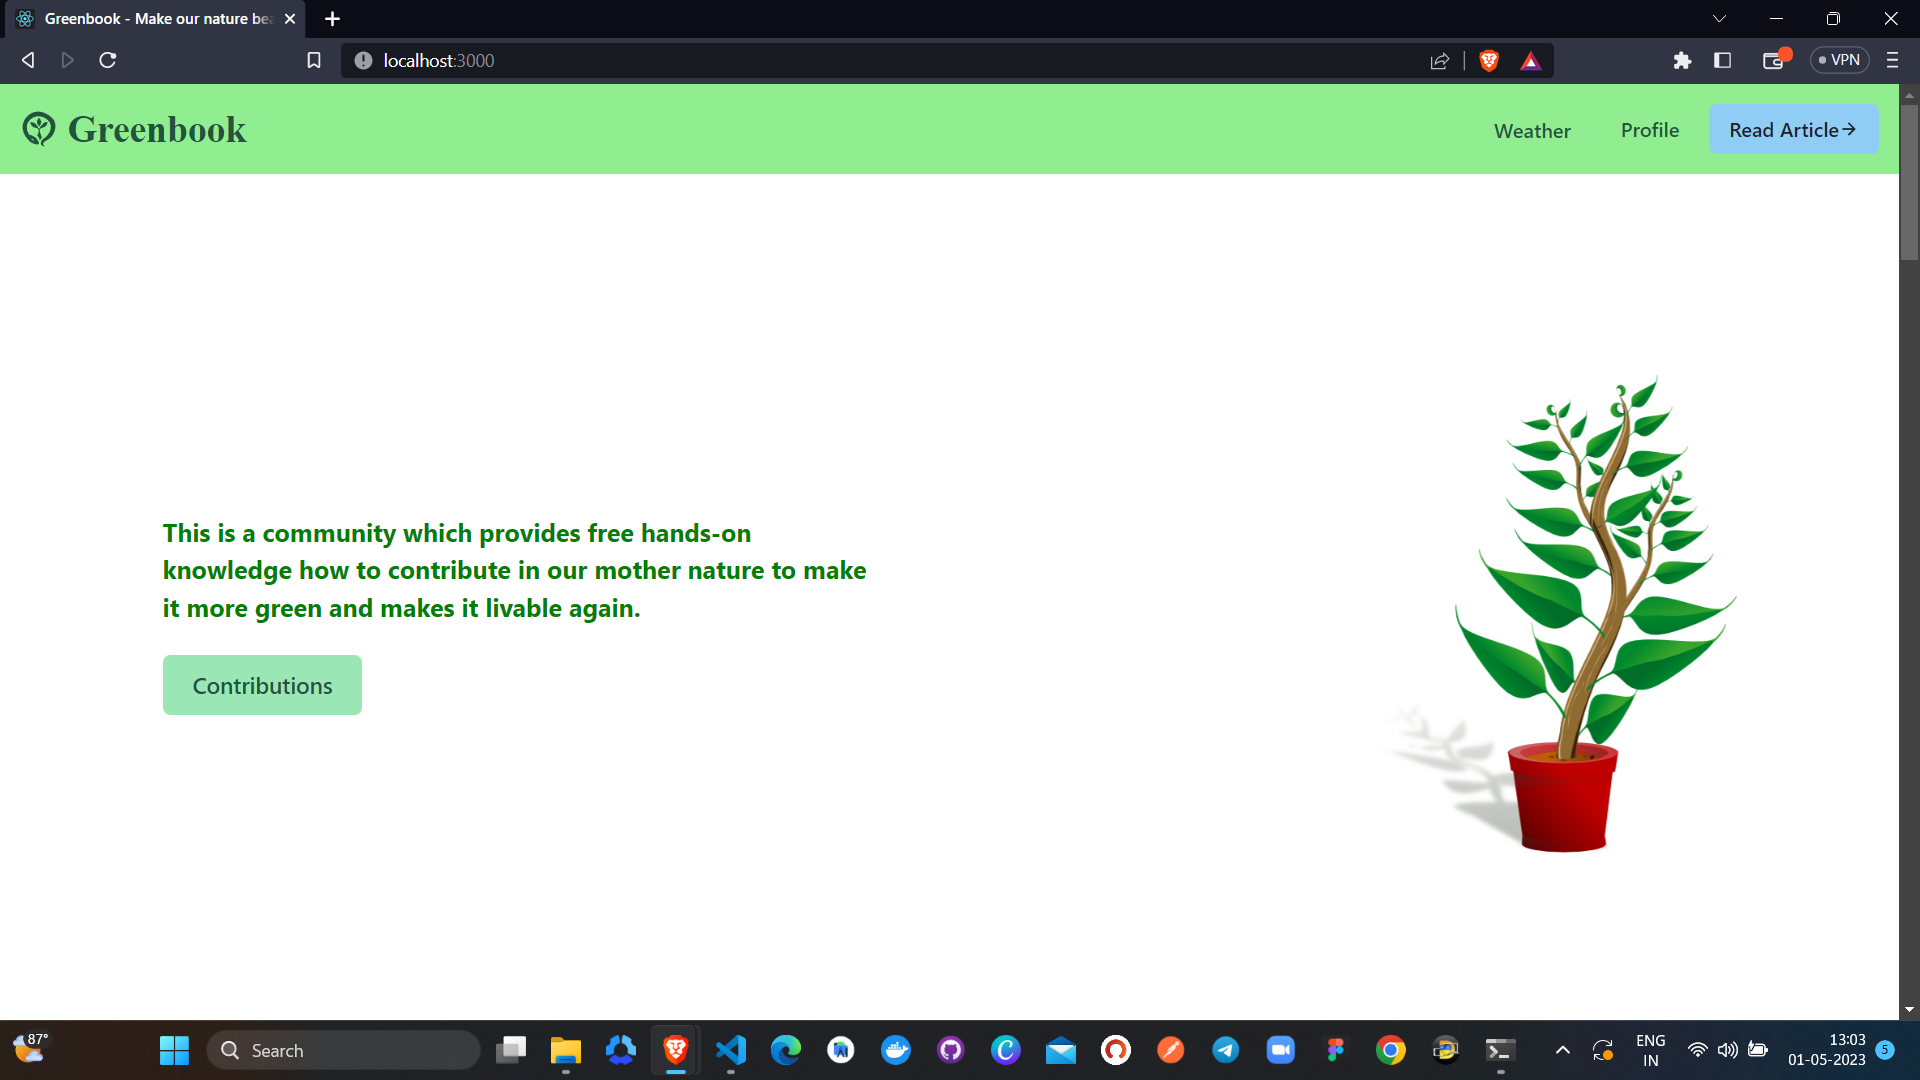 Greenbook - Make our nature bea
localhost:3000
VPN
Greenbook
Weather
Profile
Read Article
This is a community which provides free hands-on
knowledge how to contribute in our mother nature to make
it more green and makes it livable again.
Contributions
87°
Search
ENG
IN
13:03
01-05-2023
5